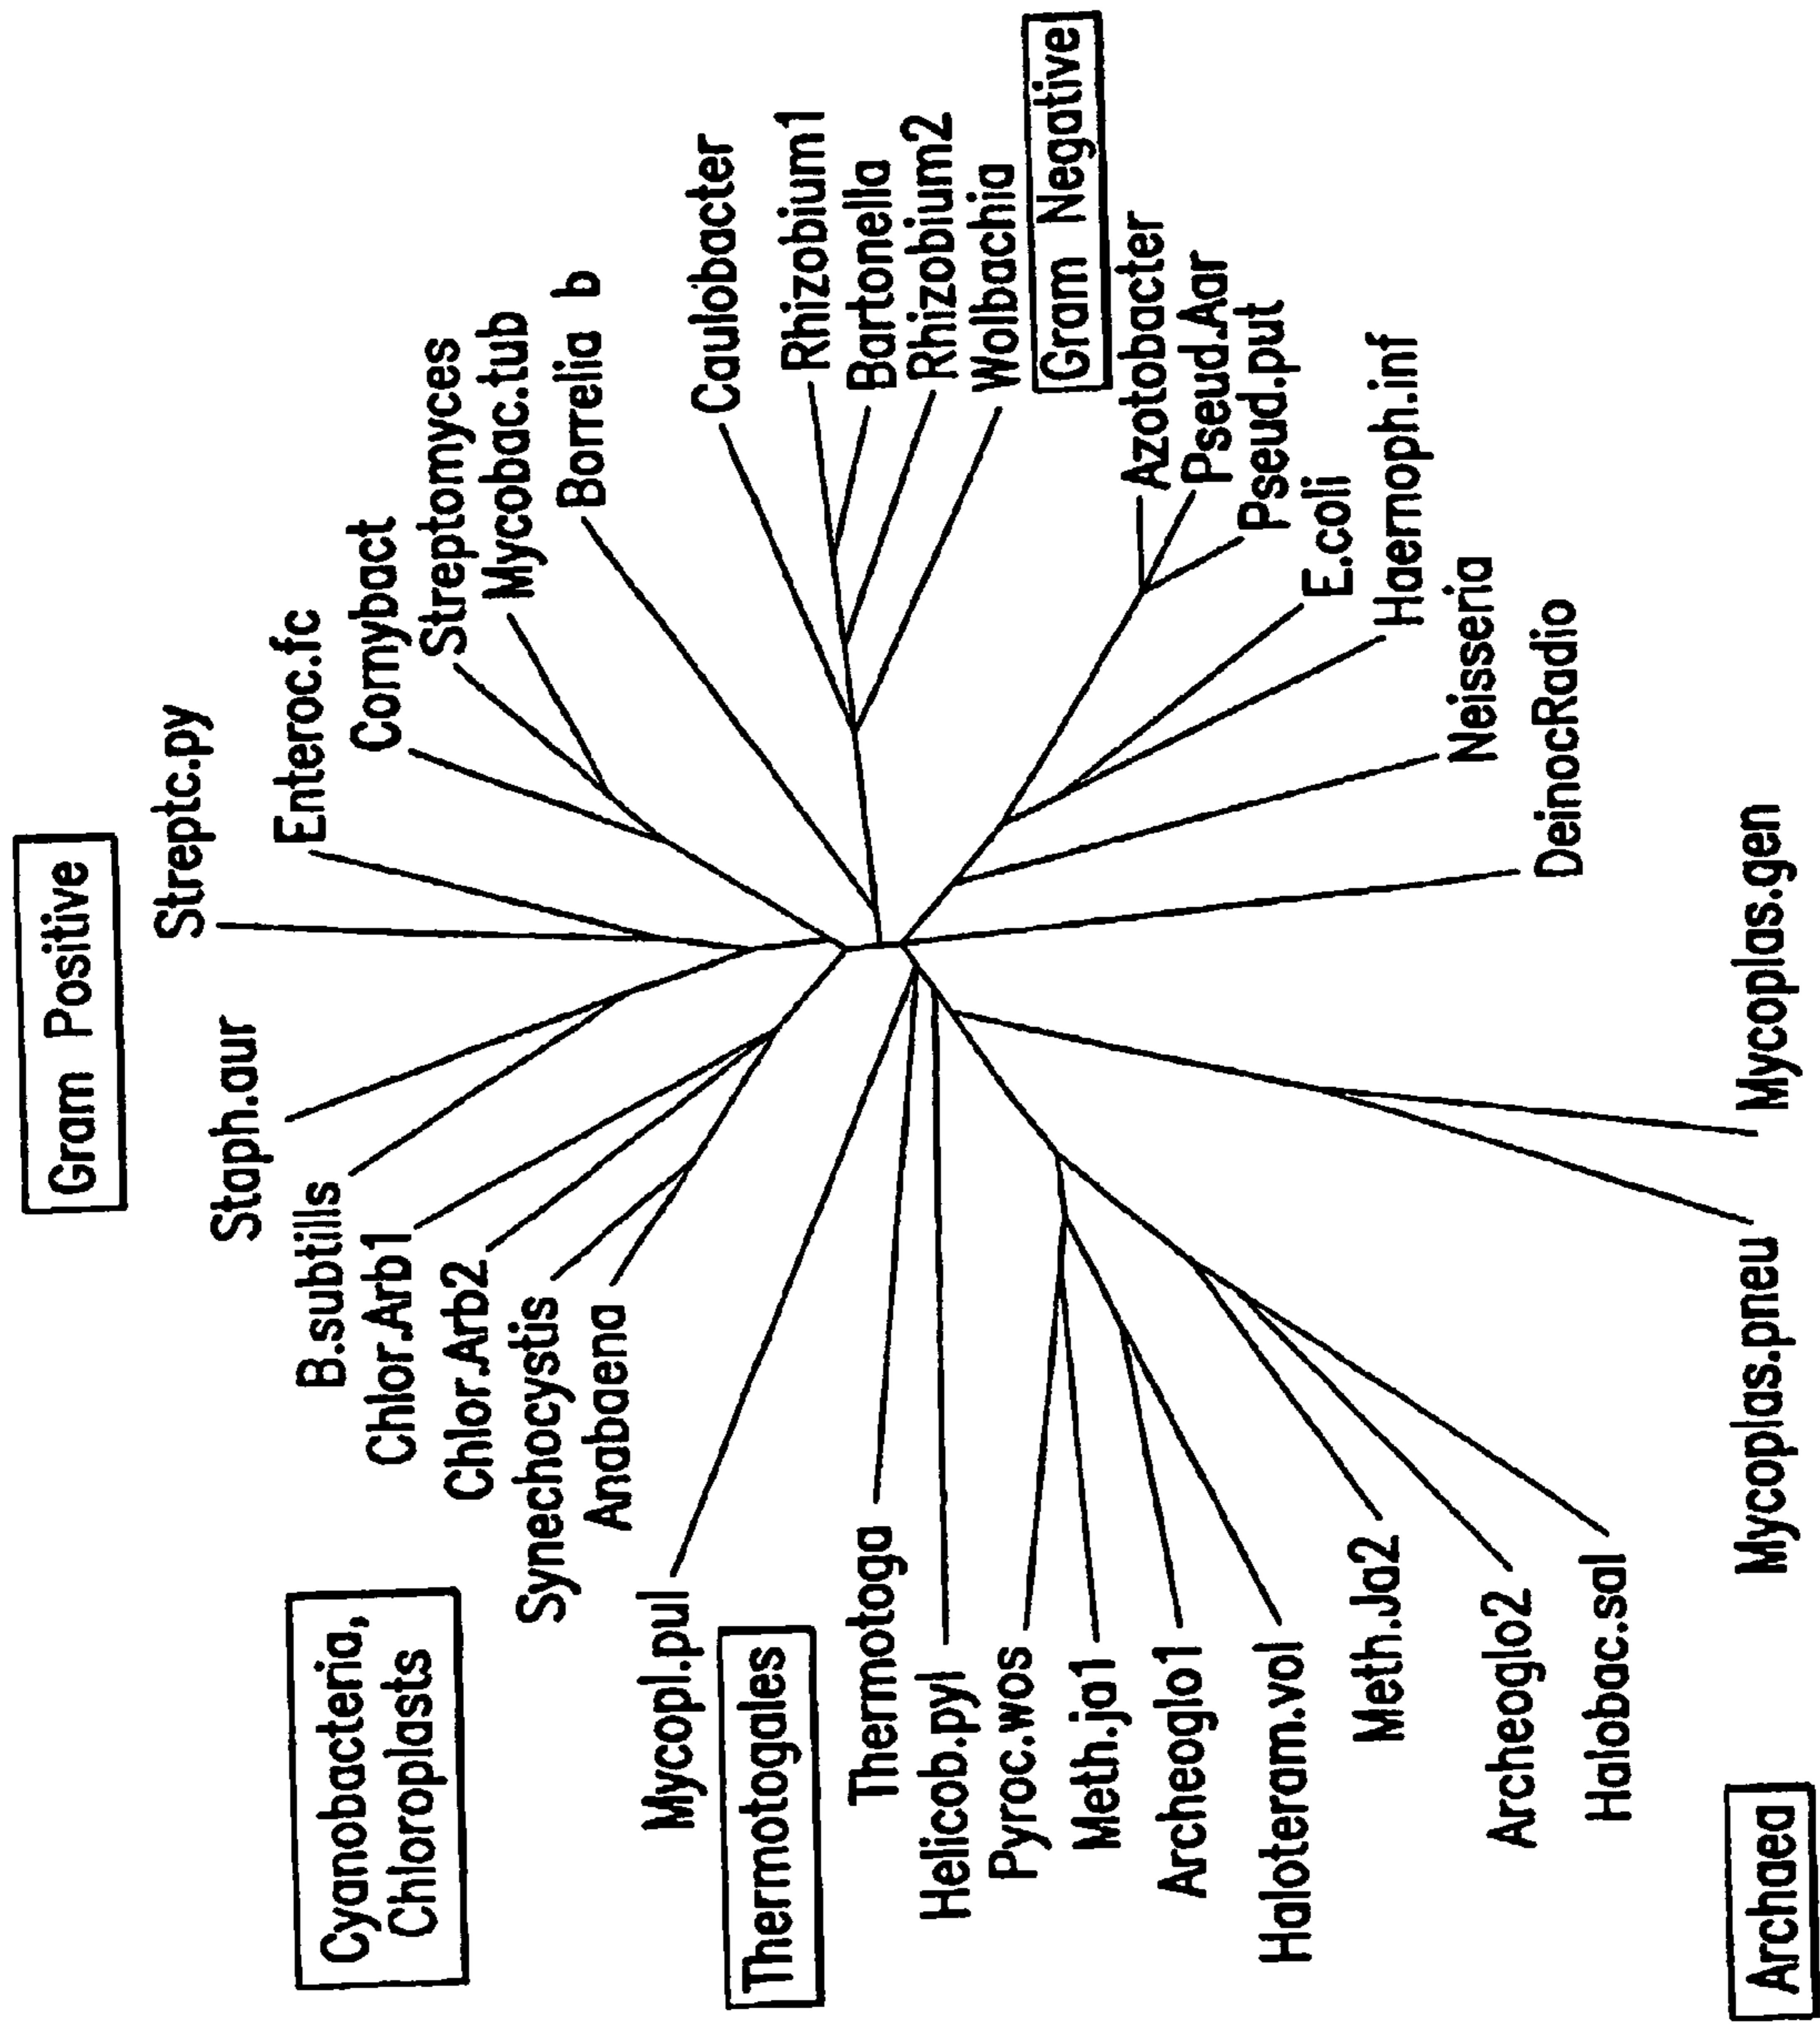 Gram Positive
Streptc.py
Staph.aur
Enteroc.fc
B.subtilis
Cornybact
Chlor.Arb1
Streptomyces
Chlor.Arb2
Mycobac.tub
Synechocystis
Borrelia b
Anabaena
Cyanobacteria,
Chloroplasts
Caulobacter
Mycopl.pul
Rhizobium1
Thermotogales
Bartonella
Thermotoga
Rhizobium2
Helicob.pyl
Wolbachia
Pyroc.wos
Gram Negative
Meth.ja1
Azotobacter
Archeoglo1
Pseud.Aar
Haloteram.vol
Pseud.put
Meth.Ja2
E.coli
Archeoglo2
Haemoph.inf
Halobac.sal
Neisseria
DeinocRadio
Archaea
Mycoplas.pneu
Mycoplas.gen